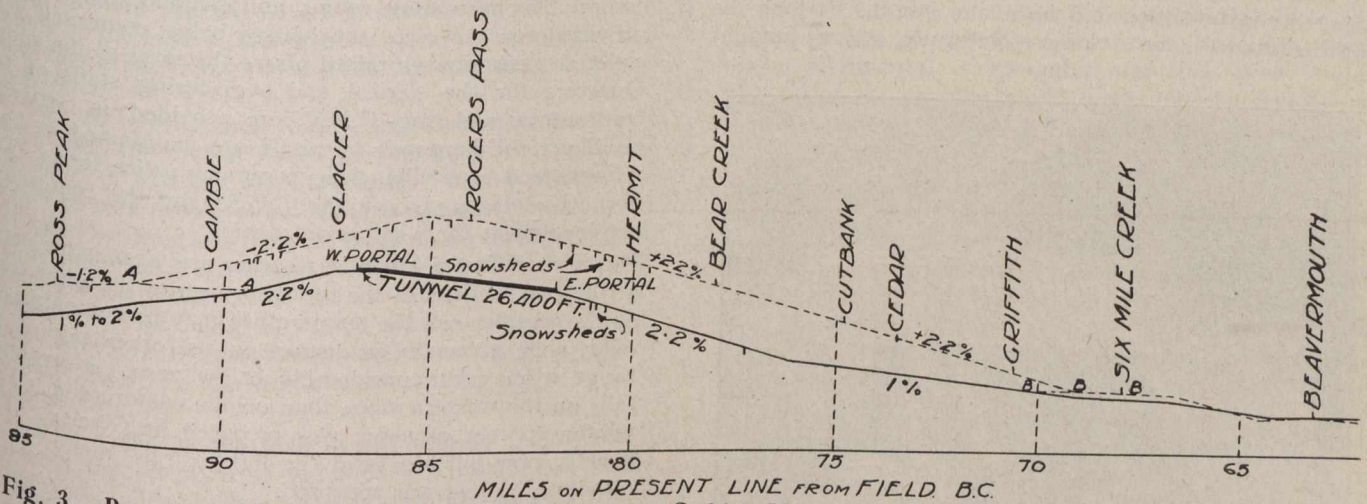 ROSS PEAK
CAMBIE
GLACIER
ROGERS PASS
HERMIT
BEAR CREEK
CUTBANK
CEDAR
GRIFFITH
SIX MILE CREEK
BEAVERMOUTH
-1.2% A
-2.2%
W. PORTAL
Snowsheds
E. PORTAL
+2.2%
+2.2%
1% to 2%
A
2.2%
TUNNEL 26,400 FT.
Snowsheds
2.2%
1%
B B B
95 90 85 80 75 70 65
MILES ON PRESENT LINE FROM FIELD. B.C.
Fig. 3.